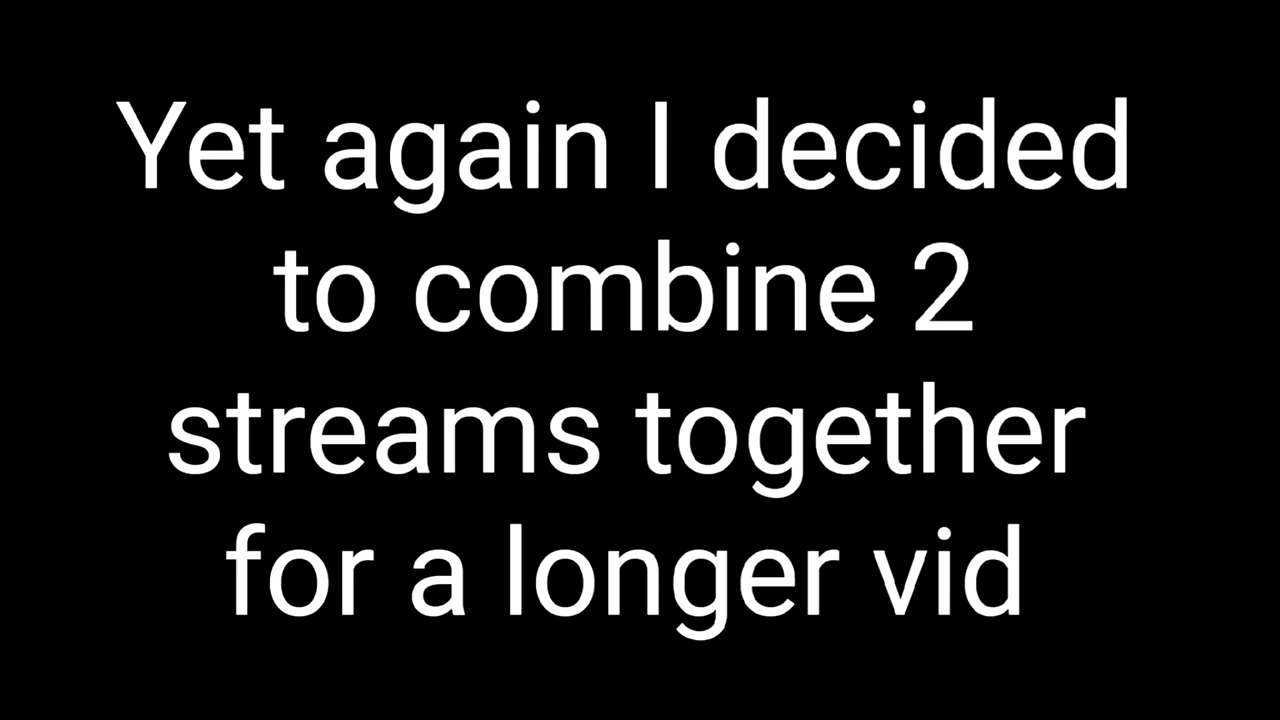 Yet again I decided
to combine 2
streams together
for a longer vid